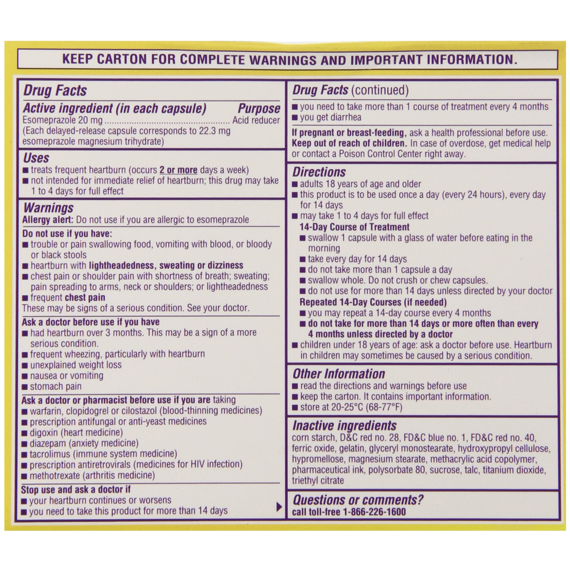 KEEP CARTON FOR COMPLETE WARNINGS AND IMPORTANT INFORMATION.
Drug Facts
Active ingredient (in each capsule) Purpose
Esomeprazole 20 mg ........................................ Acid reducer
(Each delayed-release capsule corresponds to 22.3 mg
esomeprazole magnesium trihydrate)
Uses
■ treats frequent heartburn (occurs 2 or more days a week)
■ not intended for immediate relief of heartburn; this drug may take
1 to 4 days for full effect
Warnings
Allergy alert: Do not use if you are allergic to esomeprazole
Do not use if you have:
■ trouble or pain swallowing food, vomiting with blood, or bloody
or black stools
■ heartburn with lightheadedness, sweating or dizziness
■ chest pain or shoulder pain with shortness of breath; sweating;
pain spreading to arms, neck or shoulders; or lightheadedness
■ frequent chest pain
These may be signs of a serious condition. See your doctor.
Ask a doctor before use if you have
■ had heartburn over 3 months. This may be a sign of a more
serious condition.
■ frequent wheezing, particularly with heartburn
■ unexplained weight loss
■ nausea or vomiting
■ stomach pain
Ask a doctor or pharmacist before use if you are taking
■ warfarin, clopidogrel or cilostazol (blood-thinning medicines)
■ prescription antifungal or anti-yeast medicines
■ digoxin (heart medicine)
■ diazepam (anxiety medicine)
■ tacrolimus (immune system medicine)
■ prescription antiretrovirals (medicines for HIV infection)
■ methotrexate (arthritis medicine)
Stop use and ask a doctor if
■ your heartburn continues or worsens
■ you need to take this product for more than 14 days
Drug Facts (continued)
■ you need to take more than 1 course of treatment every 4 months
■ you get diarrhea
If pregnant or breast-feeding, ask a health professional before use.
Keep out of reach of children. In case of overdose, get medical help
or contact a Poison Control Center right away.
Directions
■ adults 18 years of age and older
■ this product is to be used once a day (every 24 hours), every day
for 14 days
■ may take 1 to 4 days for full effect
14-Day Course of Treatment
■ swallow 1 capsule with a glass of water before eating in the
morning
■ take every day for 14 days
■ do not take more than 1 capsule a day
■ swallow whole. Do not crush or chew capsules.
■ do not use for more than 14 days unless directed by your doctor
Repeated 14-Day Courses (if needed)
■ you may repeat a 14-day course every 4 months
■ do not take for more than 14 days or more often than every
4 months unless directed by a doctor
■ children under 18 years of age: ask a doctor before use. Heartburn
in children may sometimes be caused by a serious condition.
Other Information
■ read the directions and warnings before use
■ keep the carton. It contains important information.
■ store at 20-25°C (68-77°F)
Inactive ingredients
corn starch, D&C red no. 28, FD&C blue no. 1, FD&C red no. 40,
ferric oxide, gelatin, glyceryl monostearate, hydroxypropyl cellulose,
hypromellose, magnesium stearate, methacrylic acid copolymer,
pharmaceutical ink, polysorbate 80, sucrose, talc, titanium dioxide,
triethyl citrate
Questions or comments?
call toll-free 1-866-226-1600